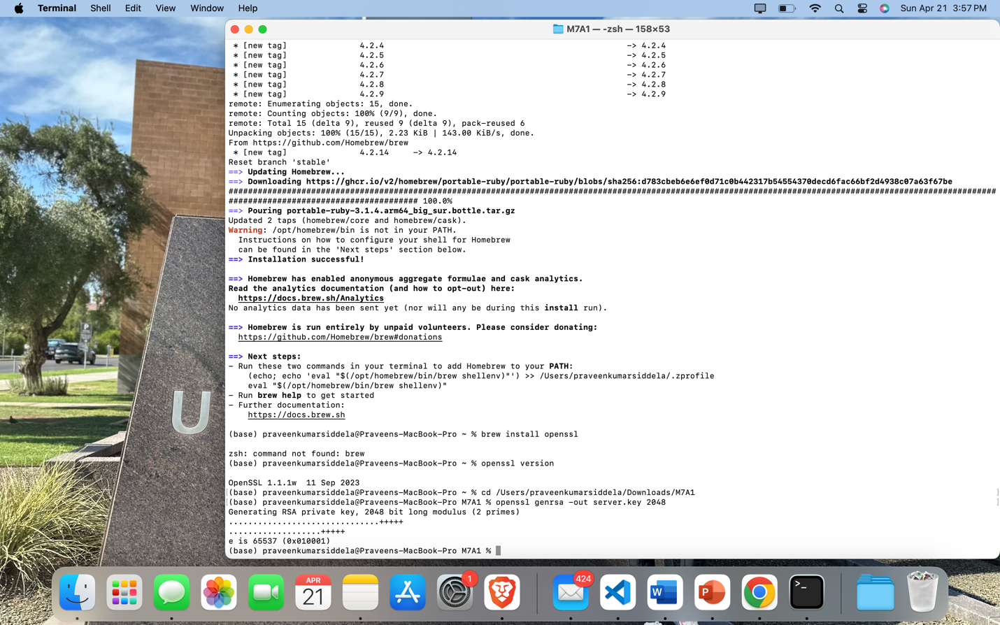 Terminal Shell Edit View Window Help Sun Apr 21 3:57 PM
M7A1 — -zsh — 158×53
* [new tag] 4.2.4 -> 4.2.4
* [new tag] 4.2.5 -> 4.2.5
* [new tag] 4.2.6 -> 4.2.6
* [new tag] 4.2.7 -> 4.2.7
* [new tag] 4.2.8 -> 4.2.8
* [new tag] 4.2.9 -> 4.2.9
remote: Enumerating objects: 15, done.
remote: Counting objects: 100% (9/9), done.
remote: Total 15 (delta 9), reused 9 (delta 9), pack-reused 6
Unpacking objects: 100% (15/15), 2.23 KiB | 143.00 KiB/s, done.
From https://github.com/Homebrew/brew
* [new tag] 4.2.14 -> 4.2.14
Reset branch 'stable'
==> Updating Homebrew...
==> Downloading https://ghcr.io/v2/homebrew/portable-ruby/portable-ruby/blobs/sha256:d783cbeb6e6ef0d71c0b442317b54554370decd6fac66bf2d4938c07a63f67be
##############################################################################################################################################################
####################################### 100.0%
==> Pouring portable-ruby-3.1.4.arm64_big_sur.bottle.tar.gz
Updated 2 taps (homebrew/core and homebrew/cask).
Warning: /opt/homebrew/bin is not in your PATH.
Instructions on how to configure your shell for Homebrew
can be found in the 'Next steps' section below.
==> Installation successful!
==> Homebrew has enabled anonymous aggregate formulae and cask analytics.
Read the analytics documentation (and how to opt-out) here:
https://docs.brew.sh/Analytics
No analytics data has been sent yet (nor will any be during this install run).
==> Homebrew is run entirely by unpaid volunteers. Please consider donating:
https://github.com/Homebrew/brew#donations
==> Next steps:
- Run these two commands in your terminal to add Homebrew to your PATH:
(echo; echo 'eval "$(/opt/homebrew/bin/brew shellenv)"') >> /Users/praveenkumarsiddela/.zprofile
eval "$(/opt/homebrew/bin/brew shellenv)"
- Run brew help to get started
- Further documentation:
https://docs.brew.sh
(base) praveenkumarsiddela@Praveens-MacBook-Pro ~ % brew install openssl
zsh: command not found: brew
(base) praveenkumarsiddela@Praveens-MacBook-Pro ~ % openssl version
OpenSSL 1.1.1w 11 Sep 2023
[(base) praveenkumarsiddela@Praveens-MacBook-Pro ~ % cd /Users/praveenkumarsiddela/Downloads/M7A1 ]
[(base) praveenkumarsiddela@Praveens-MacBook-Pro M7A1 % openssl genrsa -out server.key 2048 ]
Generating RSA private key, 2048 bit long modulus (2 primes)
...............................+++++
...................+++++
e is 65537 (0x010001)
(base) praveenkumarsiddela@Praveens-MacBook-Pro M7A1 %
U
P
APR
21
1
424
W
P
>_